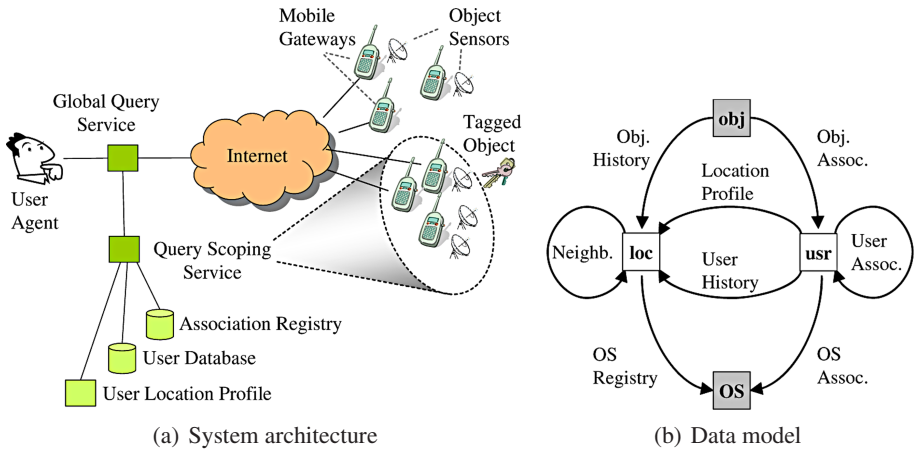 Mobile
Gateways
Object
Sensors
Global Query
Service
Internet
Tagged
Object
User
Agent
Query Scoping
Service
Association Registry
User Database
User Location Profile
(a) System architecture
obj
Obj.
History
Obj.
Assoc.
Location
Profile
Neighb.
loc
User
History
usr
User
Assoc.
OS
Registry
OS
Assoc.
OS
(b) Data model